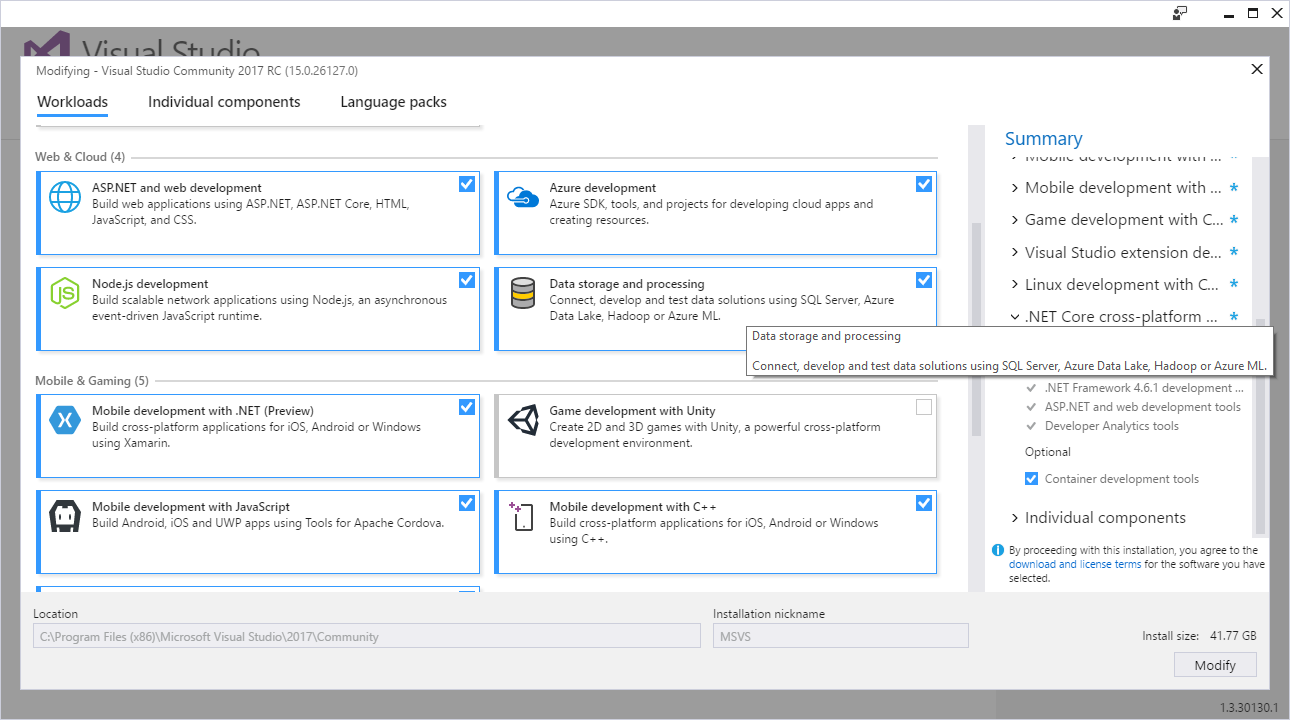 Visual Studio
Modifying - Visual Studio Community 2017 RC (15.0.26127.0)
Workloads
Individual components
Language packs
Web & Cloud (4)
ASP.NET and web development
Build web applications using ASP.NET, ASP.NET Core, HTML,
JavaScript, and CSS.
Azure development
Azure SDK, tools, and projects for developing cloud apps and
creating resources.
Node.js development
Build scalable network applications using Node.js, an asynchronous
event-driven JavaScript runtime.
Data storage and processing
Connect, develop and test data solutions using SQL Server, Azure
Data Lake, Hadoop or Azure ML.
Data storage and processing
Connect, develop and test data solutions using SQL Server, Azure Data Lake, Hadoop or Azure ML.
Mobile & Gaming (5)
Mobile development with .NET (Preview)
Build cross-platform applications for iOS, Android or Windows
using Xamarin.
Game development with Unity
Create 2D and 3D games with Unity, a powerful cross-platform
development environment.
Mobile development with JavaScript
Build Android, iOS and UWP apps using Tools for Apache Cordova.
Mobile development with C++
Build cross-platform applications for iOS, Android or Windows
using C++.
Summary
Mobile development with ... *
Mobile development with ... *
Game development with C... *
Visual Studio extension de... *
Linux development with C... *
.NET Core cross-platform ... *
.NET Framework 4.6.1 development ...
ASP.NET and web development tools
Developer Analytics tools
Optional
Container development tools
Individual components
By proceeding with this installation, you agree to the
download and license terms for the software you have
selected.
Location
C:\Program Files (x86)\Microsoft Visual Studio\2017\Community
Installation nickname
MSVS
Install size: 41.77 GB
Modify
1.3.30130.1